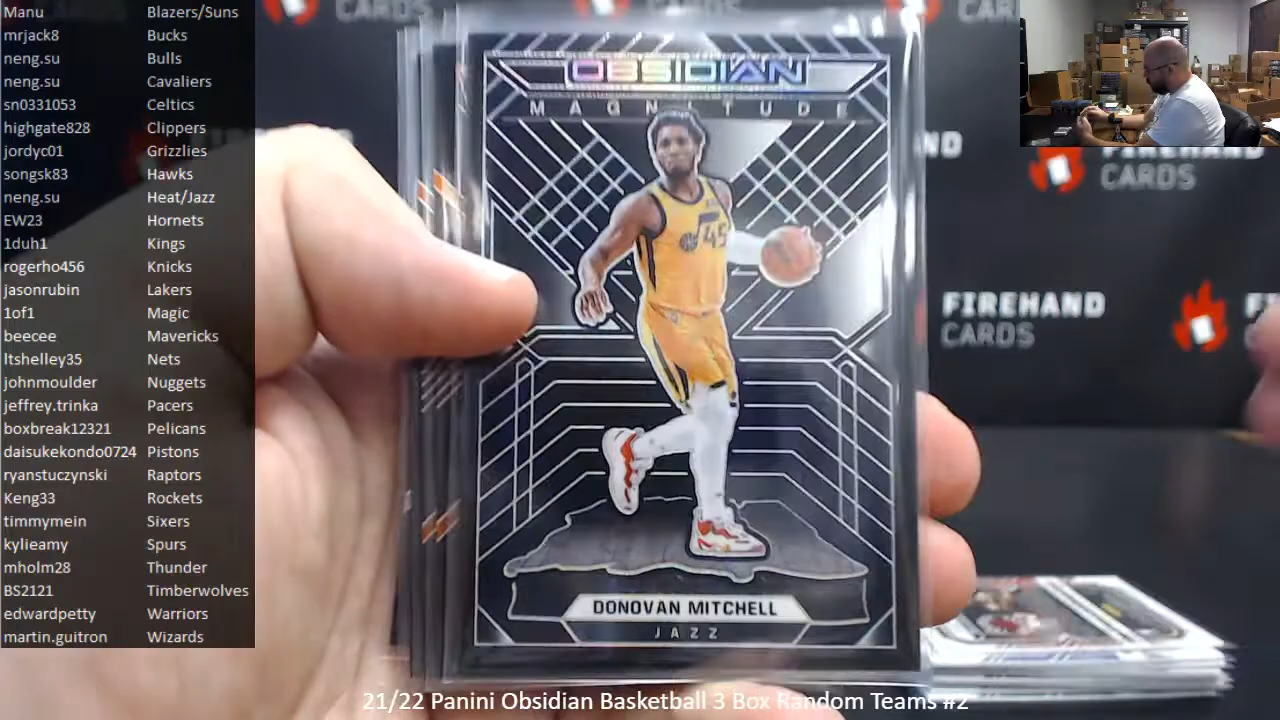 Manu Blazers/Suns
mrjack8 Bucks
neng.su Bulls
neng.su Cavaliers
sn0331053 Celtics
highgate828 Clippers
jordyc01 Grizzlies
songsk83 Hawks
neng.su Heat/Jazz
EW23 Hornets
1duh1 Kings
rogerho456 Knicks
jasonrubin Lakers
1of1 Magic
beecee Mavericks
ltshelley35 Nets
johnmoulder Nuggets
jeffrey.trinka Pacers
boxbreak12321 Pelicans
daisukekondo0724 Pistons
ryanstuczynski Raptors
Keng33 Rockets
timmymein Sixers
kylieamy Spurs
mholm28 Thunder
BS2121 Timberwolves
edwardpetty Warriors
martin.guitron Wizards
OBSIDIAN
MAGNITUDE
45
DONOVAN MITCHELL
JAZZ
CARDS
FIREHAND
CARDS
FIREHAND
CARDS
21/22 Panini Obsidian Basketball 3 Box Random Teams #2